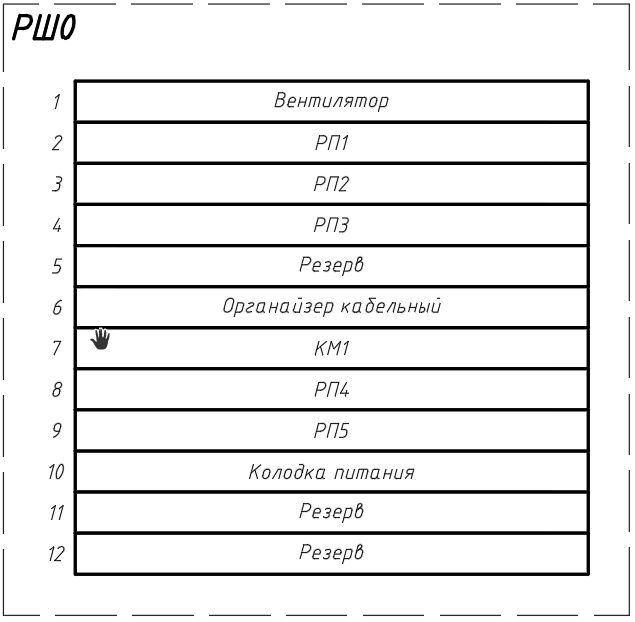 РШО
1 Вентилятор
2 РП1
3 РП2
4 РП3
5 Резерв
6 Органайзер кабельный
7 КМ1
8 РП4
9 РП5
10 Колодка питания
11 Резерв
12 Резерв